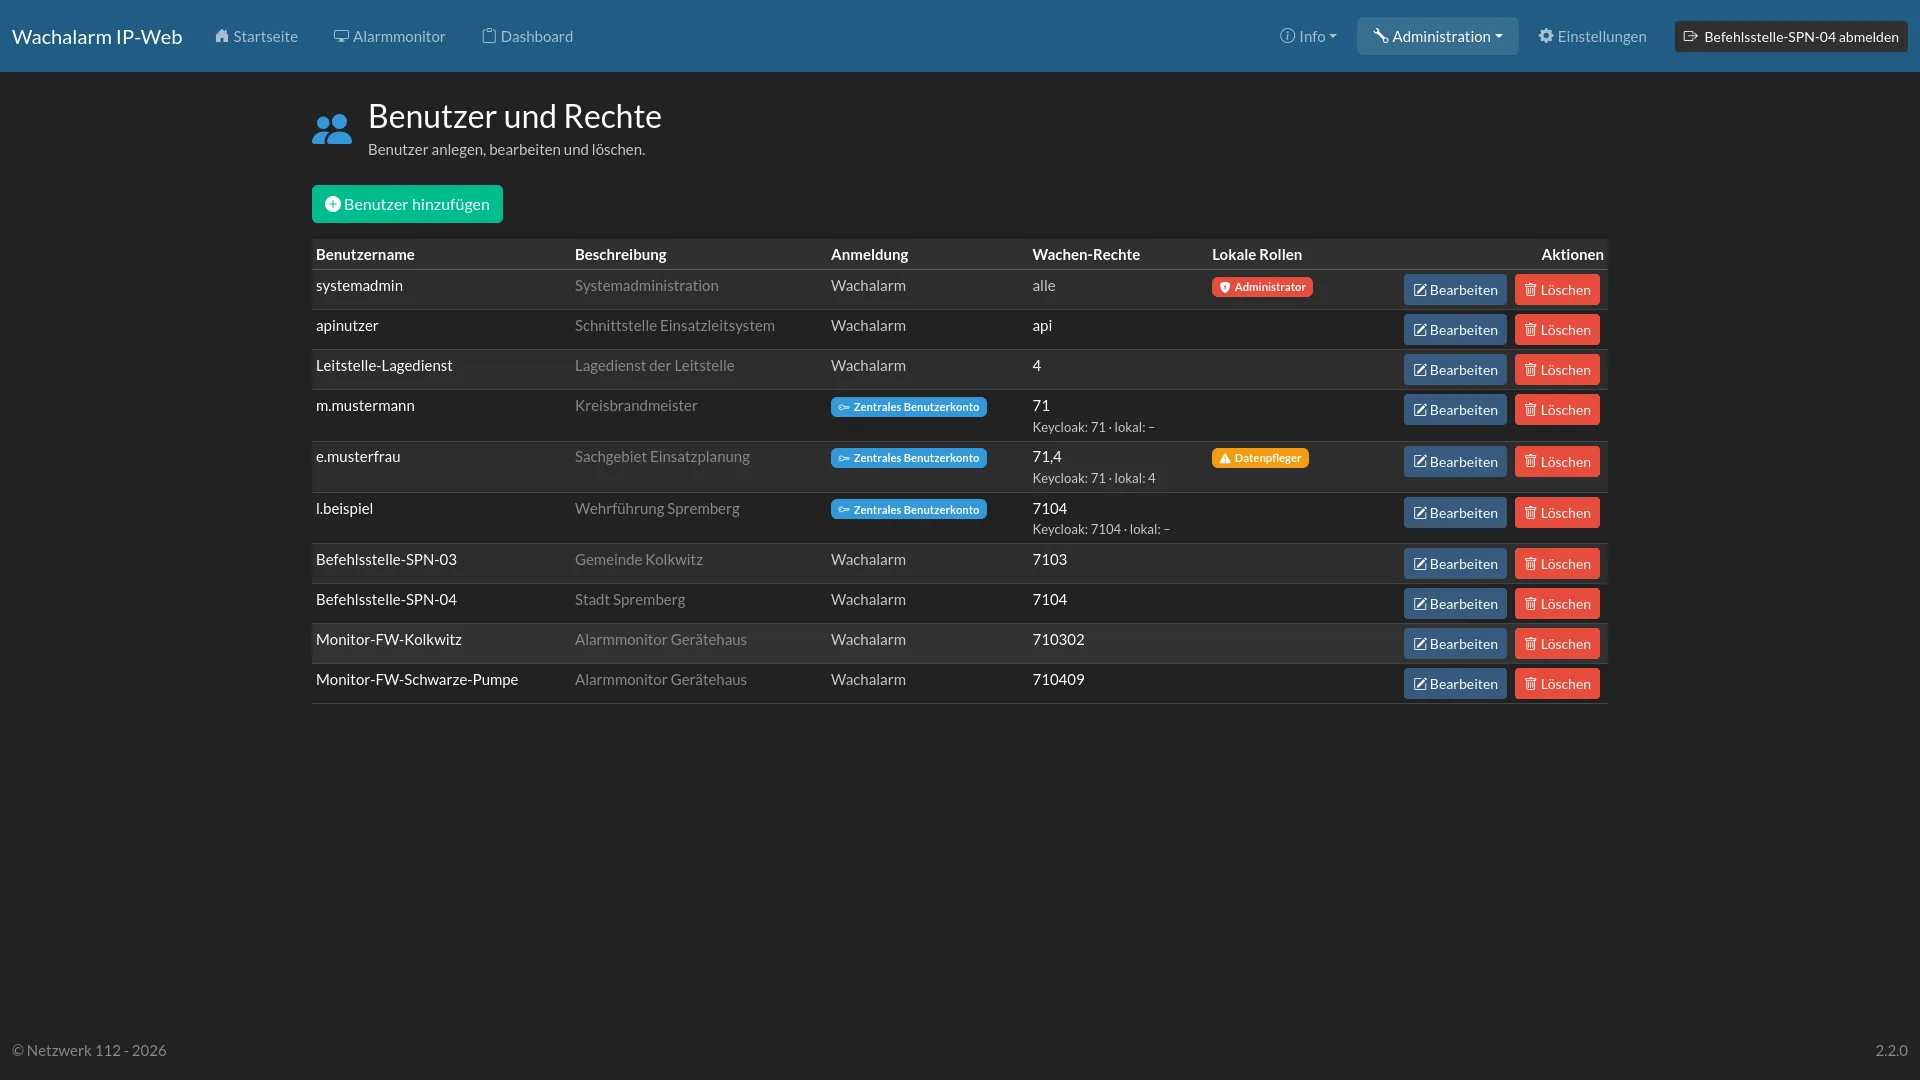 Wachalarm IP-Web Startseite Alarmmonitor Dashboard Info Administration Einstellungen Befehlsstelle-SPN-04 abmelden
Benutzer und Rechte
Benutzer anlegen, bearbeiten und löschen.
Benutzer hinzufügen
Benutzername Beschreibung Anmeldung Wachen-Rechte Lokale Rollen Aktionen
systemadmin Systemadministration Wachalarm alle Administrator Bearbeiten Löschen
apinutzer Schnittstelle Einsatzleitsystem Wachalarm api Bearbeiten Löschen
Leitstelle-Lagedienst Lagedienst der Leitstelle Wachalarm 4 Bearbeiten Löschen
m.mustermann Kreisbrandmeister Zentrales Benutzerkonto 71 Bearbeiten Löschen
Keycloak: 71 · lokal: –
e.musterfrau Sachgebiet Einsatzplanung Zentrales Benutzerkonto 71,4 Datenpfleger Bearbeiten Löschen
Keycloak: 71 · lokal: 4
l.beispiel Wehrführung Spremberg Zentrales Benutzerkonto 7104 Bearbeiten Löschen
Keycloak: 7104 · lokal: –
Befehlsstelle-SPN-03 Gemeinde Kolkwitz Wachalarm 7103 Bearbeiten Löschen
Befehlsstelle-SPN-04 Stadt Spremberg Wachalarm 7104 Bearbeiten Löschen
Monitor-FW-Kolkwitz Alarmmonitor Gerätehaus Wachalarm 710302 Bearbeiten Löschen
Monitor-FW-Schwarze-Pumpe Alarmmonitor Gerätehaus Wachalarm 710409 Bearbeiten Löschen
© Netzwerk 112 - 2026 2.2.0